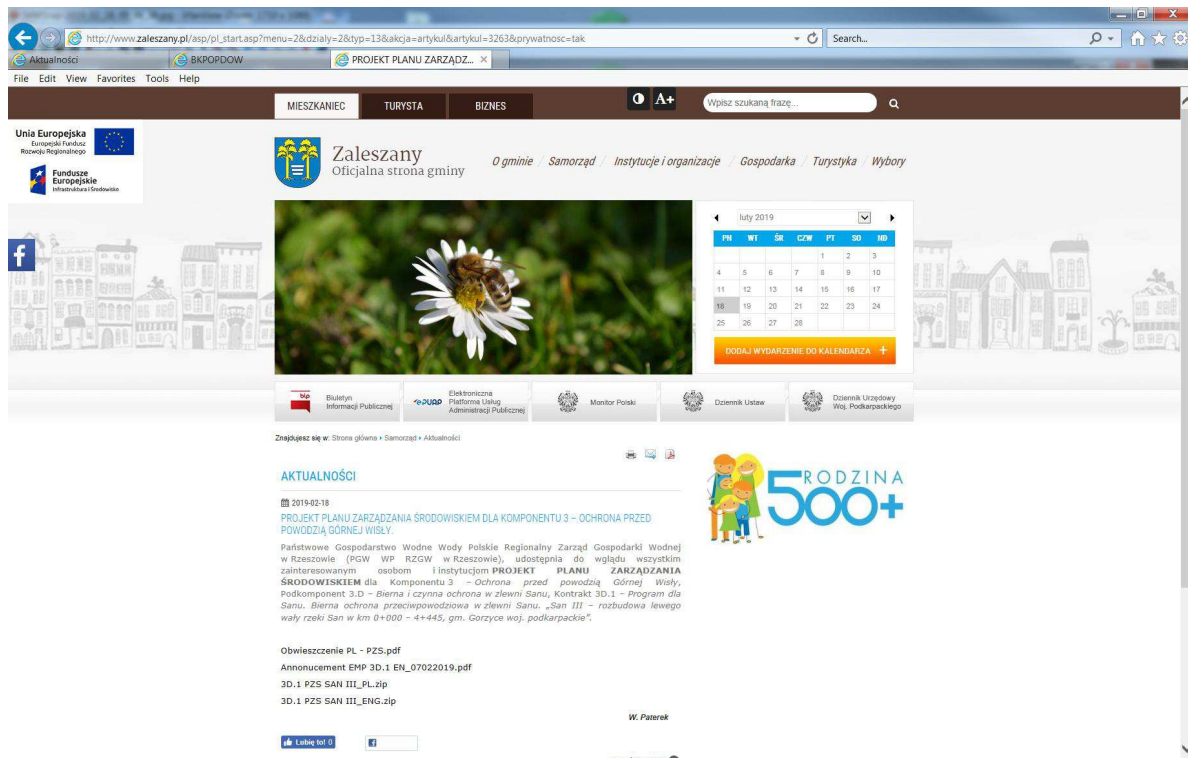 http://www.zaleszany.pl/asp/pl_start.asp?menu=2&dzialy=2&typ=13&akcja=artykul&artykul=3263&prywatnosc=tak
Search...
Aktualności
BKPOPDOW
PROJEKT PLANU ZARZĄDZ...
File Edit View Favorites Tools Help
MIESZKANIEC TURYSTA BIZNES
A+
Wpisz szukaną frazę...
Unia Europejska
Europejski Fundusz
Rozwoju Regionalnego
Fundusze
Europejskie
Infrastruktura i Środowisko
Zaleszany
Oficjalna strona gminy
O gminie / Samorząd / Instytucje i organizacje / Gospodarka / Turystyka / Wybory
luty 2019
PN WT ŚR CZW PT SO ND
1 2 3
4 5 6 7 8 9 10
11 12 13 14 15 16 17
18 19 20 21 22 23 24
25 26 27 28
DODAJ WYDARZENIE DO KALENDARZA +
f
bip
Biuletyn
Informacji Publicznej
ePUAP
Elektroniczna
Platforma Usług
Administracji Publicznej
Monitor Polski
Dziennik Ustaw
Dziennik Urzędowy
Woj. Podkarpackiego
Znajdujesz się w: Strona główna Samorząd Aktualności
AKTUALNOŚCI
2019-02-18
PROJEKT PLANU ZARZĄDZANIA ŚRODOWISKIEM DLA KOMPONENTU 3 – OCHRONA PRZED
POWODZIĄ GÓRNEJ WISŁY.
Państwowe Gospodarstwo Wodne Wody Polskie Regionalny Zarząd Gospodarki Wodnej
w Rzeszowie (PGW WP RZGW w Rzeszowie), udostępnia do wglądu wszystkim
zainteresowanym osobom i instytucjom PROJEKT PLANU ZARZĄDZANIA
ŚRODOWISKIEM dla Komponentu 3 – Ochrona przed powodzią Górnej Wisły,
Podkomponent 3.D – Bierna i czynna ochrona w zlewni Sanu, Kontrakt 3D.1 – Program dla
Sanu. Bierna ochrona przeciwpowodziowa w zlewni Sanu. „San III – rozbudowa lewego
wały rzeki San w km 0+000 – 4+445, gm. Gorzyce woj. podkarpackie”.
Obwieszczenie PL - PZS.pdf
Annonucement EMP 3D.1 EN_07022019.pdf
3D.1 PZS SAN III_PL.zip
3D.1 PZS SAN III_ENG.zip
W. Paterek
Lubię to! 0
RODZINA
500+